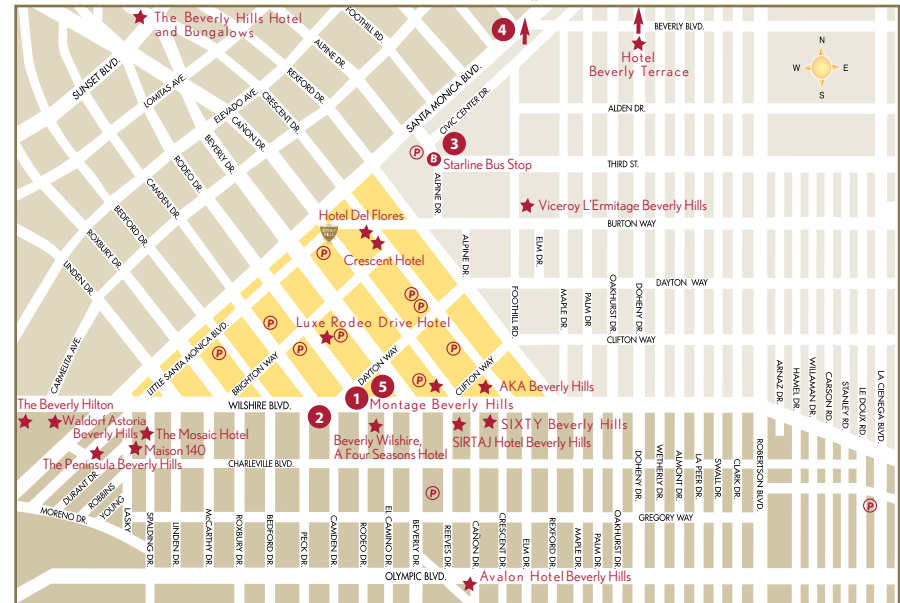 The Beverly Hills Hotel
and Bungalows
FOOTHILL RD.
4
BEVERLY BLVD.
Hotel
Beverly Terrace
N
W
E
S
SUNSET BLVD.
LOMITAS AVE.
ALPINE DR.
REXFORD DR.
ELEVADO AVE.
CRESCENT DR.
CAÑON DR.
BEVERLY DR.
RODEO DR.
CAMDEN DR.
BEDFORD DR.
ROXBURY DR.
LINDEN DR.
CARMELITA AVE.
SANTA MONICA BLVD.
CIVIC CENTER DR.
ALDEN DR.
3
P
B
Starline Bus Stop
THIRD ST.
ALPINE DR.
Viceroy L'Ermitage Beverly Hills
BURTON WAY
Hotel Del Flores
Crescent Hotel
P
ALPINE DR.
ELM DR.
DAYTON WAY
P
P
FOOTHILL RD.
MAPLE DR.
PALM DR
OAKHURST DR.
DOHENY DR.
Luxe Rodeo Drive Hotel
P
P
P
P
P
P
CLIFTON WAY
LITTLE SANTA MONICA BLVD.
BRIGHTON WAY
DAYTON WAY
CLIFTON WAY
AKA Beverly Hills
ARNAZ DR.
HAMEL DR.
WILLAMAN DR.
CARSON RD.
STANLEY RD.
LE DOUX RD.
LA CIENEGA BLVD.
5
1
Montage Beverly Hills
The Beverly Hilton
WILSHIRE BLVD.
2
Waldort Astoria
Beverly Hills
The Mosaic Hotel
Maison 140
The Peninsula Beverly Hills
Beverly Wilshire,
A Four Seasons Hotel
SIXTY Beverly Hills
SIRTAJ Hotel Beverly Hills
CHARLEVILLE BLVD.
DOHENY DR.
WETHERLY DR.
ALMONT DR.
LA PEER DR.
SWALL DR.
CLARK DR.
ROBERTSON BLVD.
DURANT DR.
ROBBINS
YOUNG
MORENO DR.
P
P
GREGORY WAY
LASKY
SPALDING DR.
LINDEN DR.
McCARTHY DR.
ROXBURY DR.
BEDFORD DR.
PECK DR.
CAMDEN DR.
RODEO DR.
EL CAMINO DR.
BEVERLY DR.
REEVES DR.
CAÑON DR.
CRESCENT DR.
ELM DR.
REXFORD DR.
MAPLE DR.
PALM DR.
OAKHURST DR.
OLYMPIC BLVD.
Avalon Hotel Beverly Hills